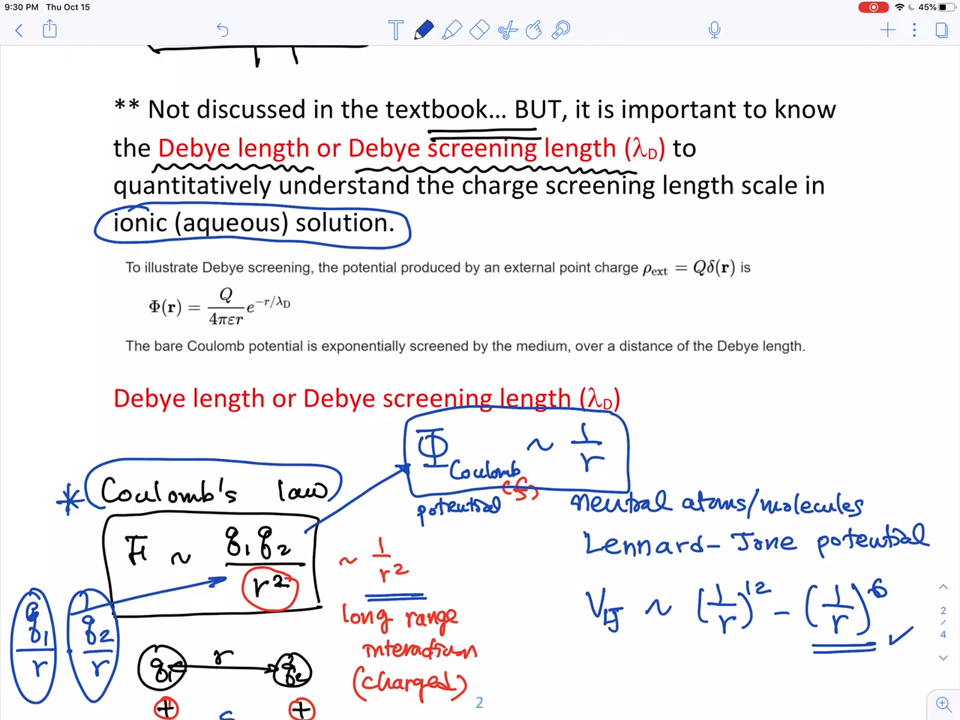 9:30 PM Thu Oct 15
45%
** Not discussed in the textbook… BUT, it is important to know
the Debye length or Debye screening length (λD) to
quantitatively understand the charge screening length scale in
ionic (aqueous) solution.
To illustrate Debye screening, the potential produced by an external point charge ρext = Qδ(r) is
Φ(r) = Q/4πεr e^−r/λD
The bare Coulomb potential is exponentially screened by the medium, over a distance of the Debye length.
Debye length or Debye screening length (λD)
Φ Coulomb potential ~ 1/r
* Coulomb's law
neutral atoms/molecules
Lennard-Jone potential
F ~ q1q2/r²
~ 1/r²
VLJ ~ (1/r)^12 − (1/r)^6 ✓
long range
interaction
(charged)
q1/r
q2/r
q1
r
q2
+
+
2
2
/
4